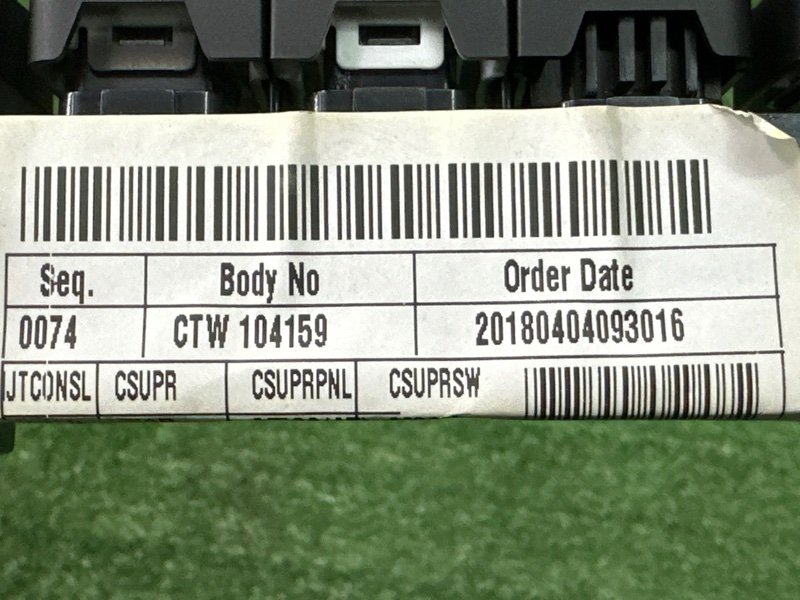 Seq. Body No Order Date
0074 CTW 104159 20180404093016
JTCONSL CSUPR CSUPRPNL CSUPRSW